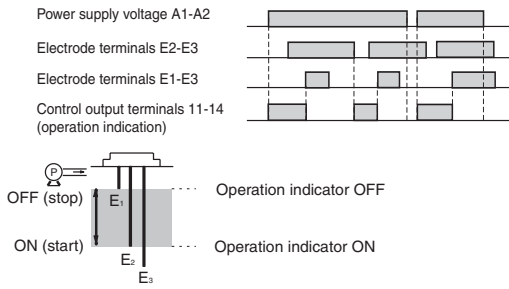 Power supply voltage A1-A2
Electrode terminals E2-E3
Electrode terminals E1-E3
Control output terminals 11-14
(operation indication)
P
OFF (stop)
E1
Operation indicator OFF
ON (start)
Operation indicator ON
E2
E3